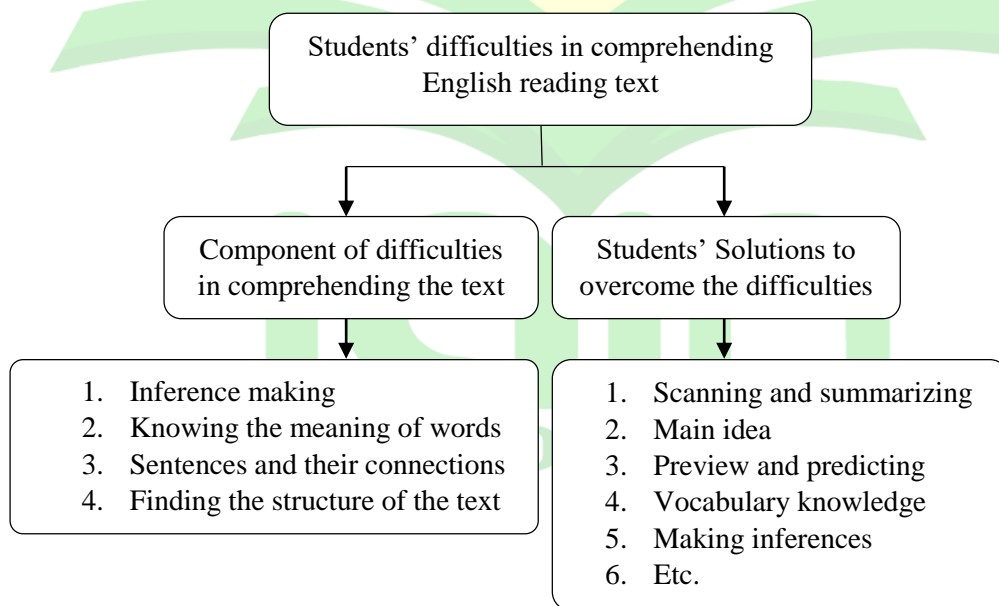 Students’ difficulties in comprehending
English reading text
Component of difficulties
in comprehending the text
Students’ Solutions to
overcome the difficulties
1. Inference making
2. Knowing the meaning of words
3. Sentences and their connections
4. Finding the structure of the text
1. Scanning and summarizing
2. Main idea
3. Preview and predicting
4. Vocabulary knowledge
5. Making inferences
6. Etc.